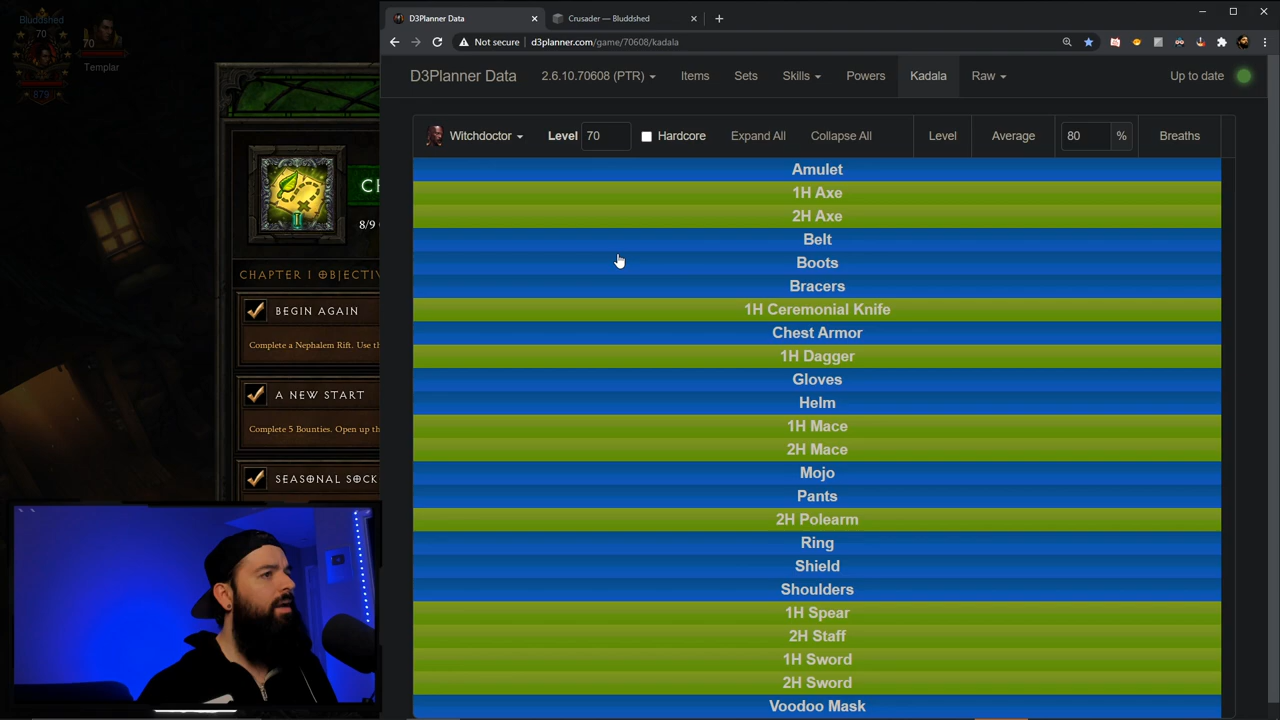 Bluddshed
70
70
Templar
879
CH
8/9
CHAPTER I OBJECTIV
BEGIN AGAIN
Complete a Nephalem Rift. Use th
A NEW START
Complete 5 Bounties. Open up th
SEASONAL SOCK
D3Planner Data
Crusader — Bluddshed
Not secure
d3planner.com/game/70608/kadala
D3Planner Data
2.6.10.70608 (PTR)
Items
Sets
Skills
Powers
Kadala
Raw
Up to date
Witchdoctor
Level
70
Hardcore
Expand All
Collapse All
Level
Average
80
%
Breaths
Amulet
1H Axe
2H Axe
Belt
Boots
Bracers
1H Ceremonial Knife
Chest Armor
1H Dagger
Gloves
Helm
1H Mace
2H Mace
Mojo
Pants
2H Polearm
Ring
Shield
Shoulders
1H Spear
2H Staff
1H Sword
2H Sword
Voodoo Mask